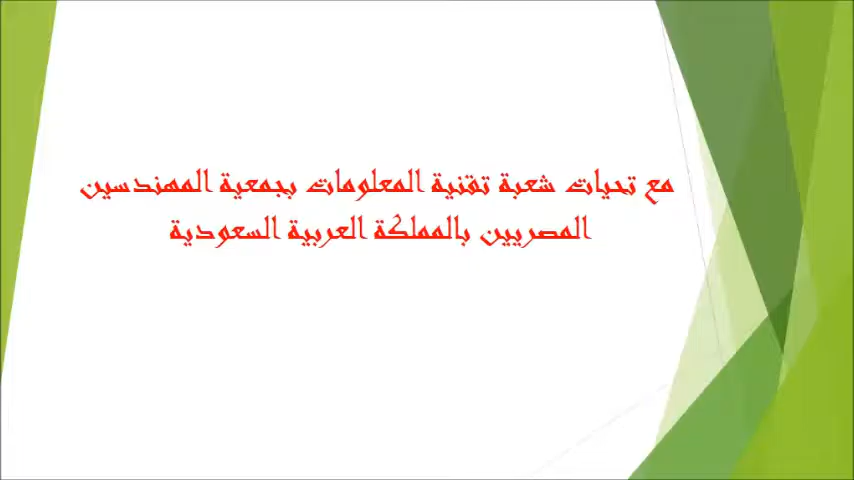 مع تحيات شعبة تقنية المعلومات بجمعية المهندسين
المصريين بالمملكة العربية السعودية